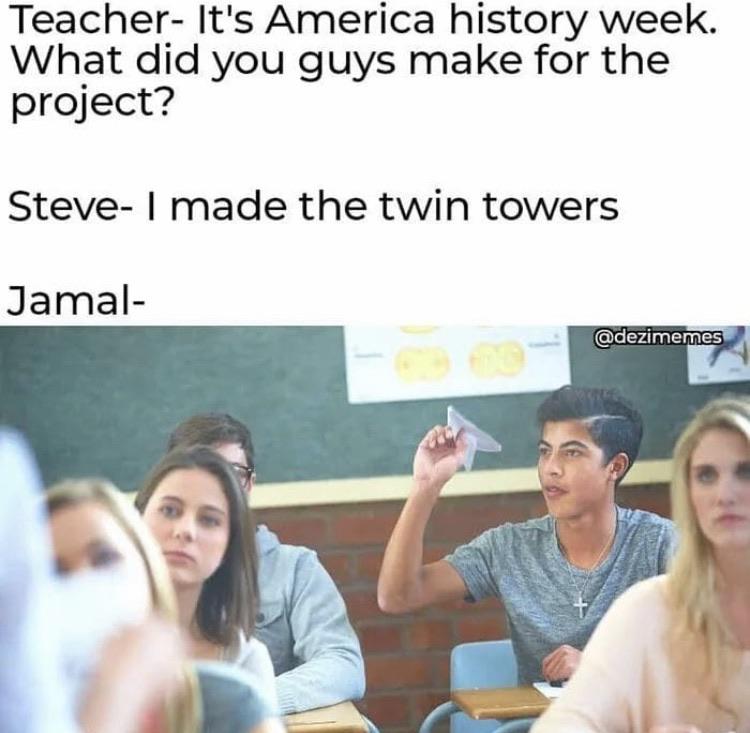 Teacher- It's America history week.
What did you guys make for the
project?
Steve- I made the twin towers
Jamal-
@dezimemes